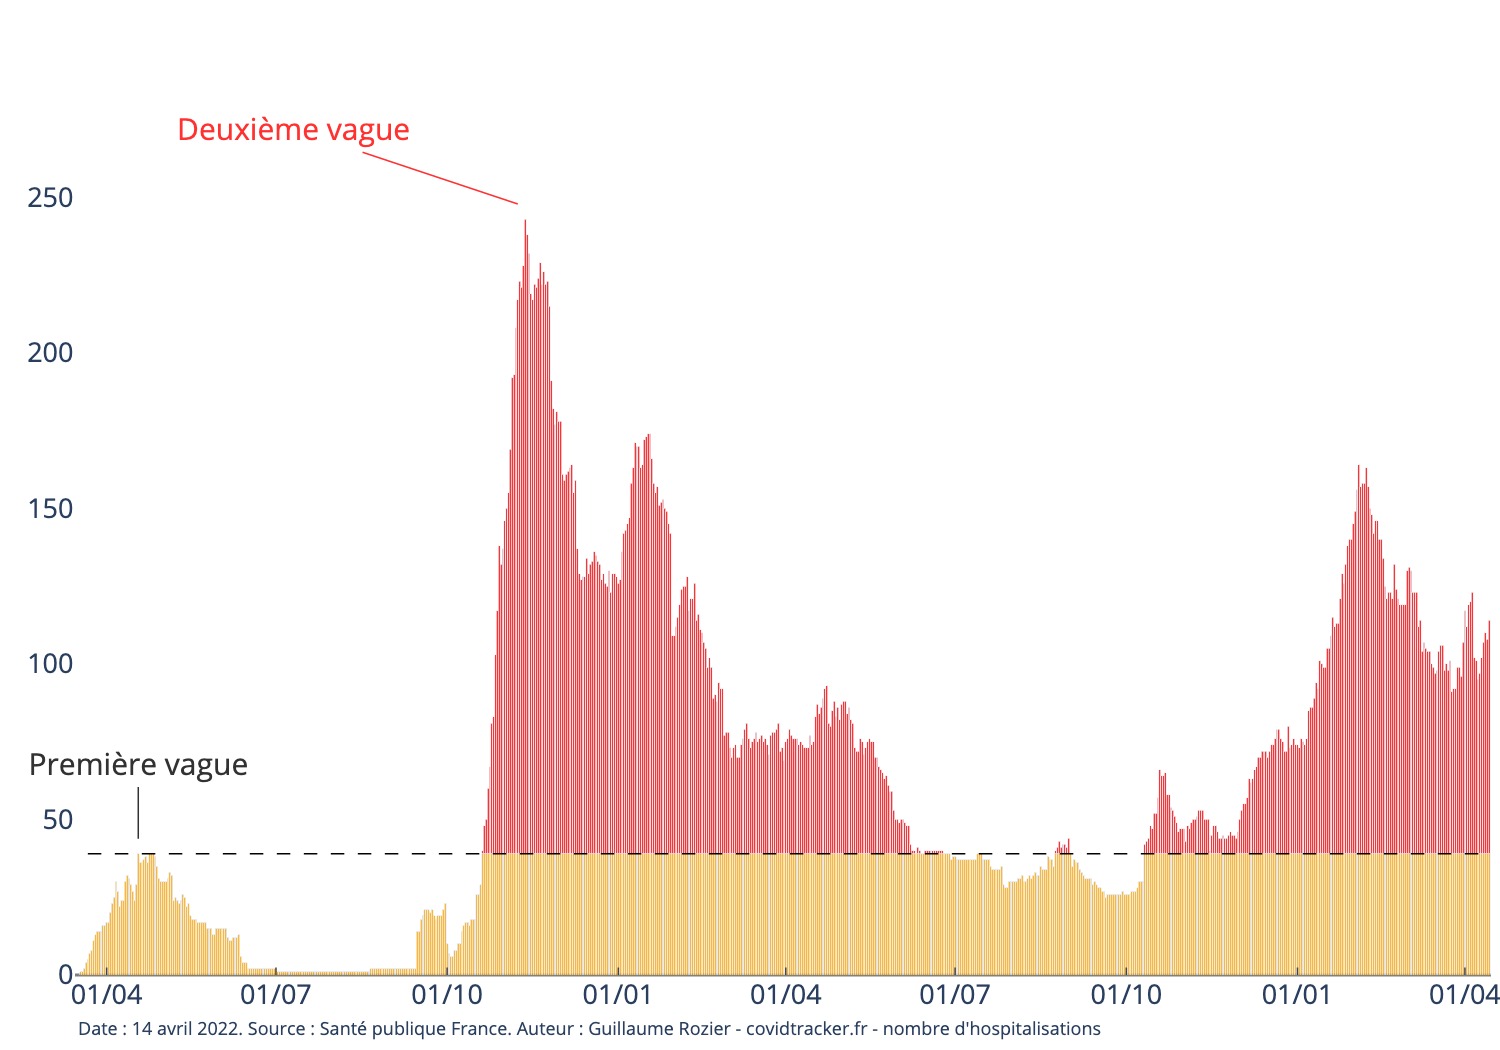 Deuxième vague
250
200
150
100
Première vague
50
0
01/04 01/07 01/10 01/01 01/04 01/07 01/10 01/01 01/04
Date : 14 avril 2022. Source : Santé publique France. Auteur : Guillaume Rozier - covidtracker.fr - nombre d'hospitalisations